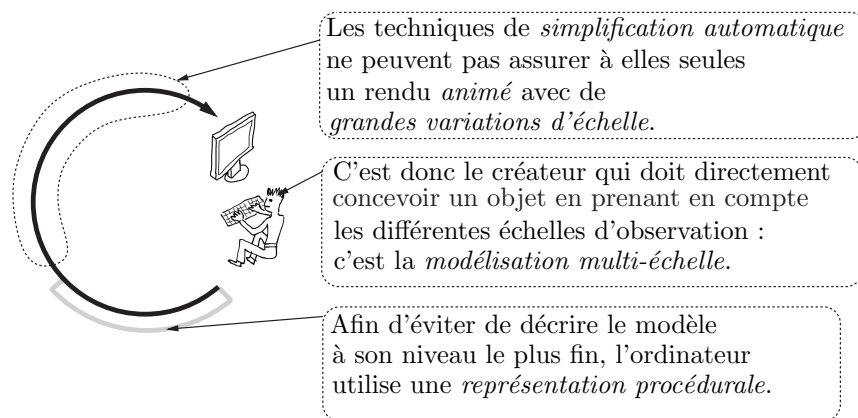 Les techniques de simplification automatique
ne peuvent pas assurer à elles seules
un rendu animé avec de
grandes variations d'échelle.
C'est donc le créateur qui doit directement
concevoir un objet en prenant en compte
les différentes échelles d'observation :
c'est la modélisation multi-échelle.
Afin d'éviter de décrire le modèle
à son niveau le plus fin, l'ordinateur
utilise une représentation procédurale.